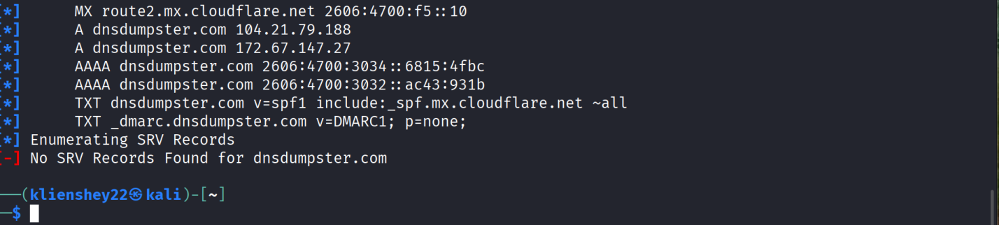 [*]      MX route2.mx.cloudflare.net 2606:4700:f5::10
[*]      A dnsdumpster.com 104.21.79.188
[*]      A dnsdumpster.com 172.67.147.27
[*]      AAAA dnsdumpster.com 2606:4700:3034::6815:4fbc
[*]      AAAA dnsdumpster.com 2606:4700:3032::ac43:931b
[*]      TXT dnsdumpster.com v=spf1 include:_spf.mx.cloudflare.net ~all
[*]      TXT _dmarc.dnsdumpster.com v=DMARC1; p=none;
[*] Enumerating SRV Records
[-] No SRV Records Found for dnsdumpster.com
──(klienshey22㉿kali)-[~]
─$